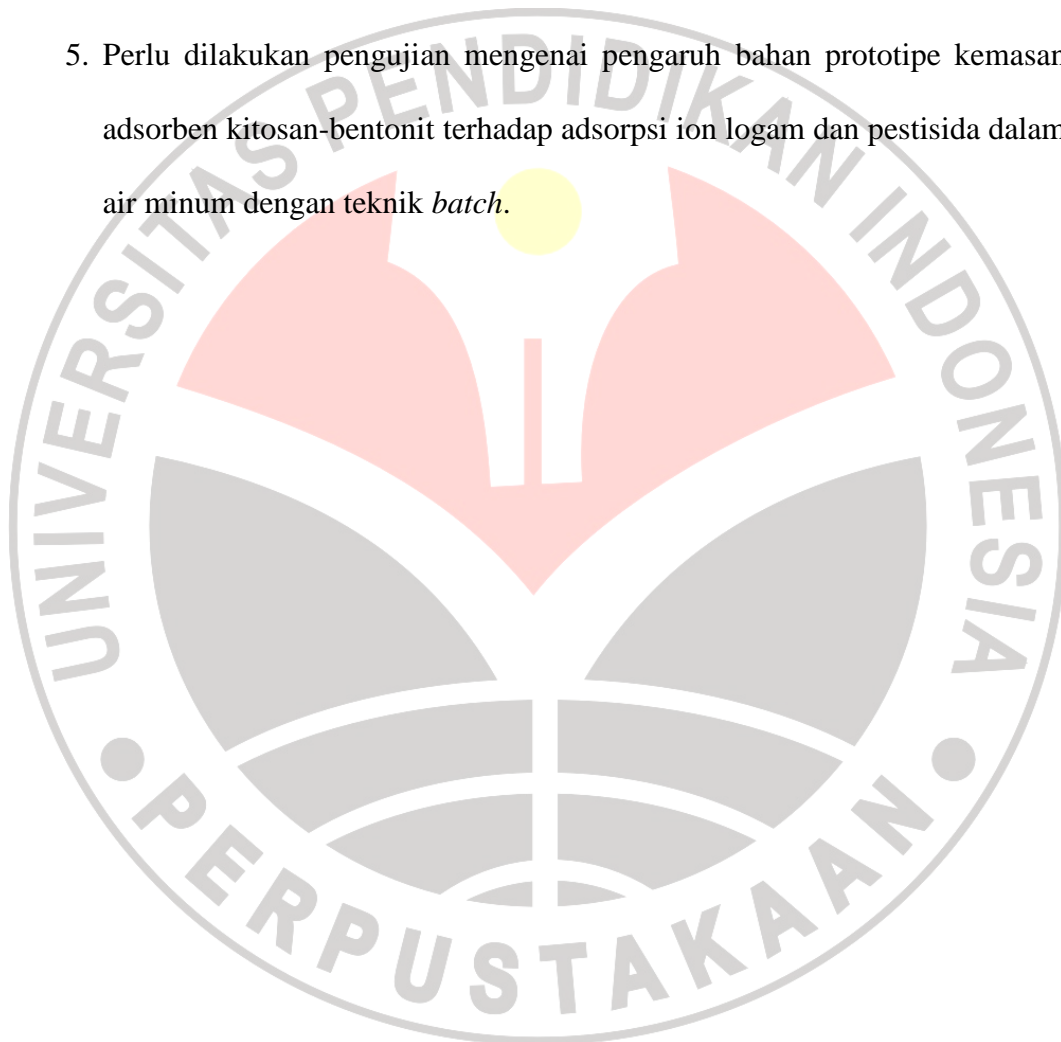 5. Perlu dilakukan pengujian mengenai pengaruh bahan prototipe kemasan
adsorben kitosan-bentonit terhadap adsorpsi ion logam dan pestisida dalam
air minum dengan teknik batch.
UNIVERSITAS PENDIDIKAN INDONESIA
PERPUSTAKAAN